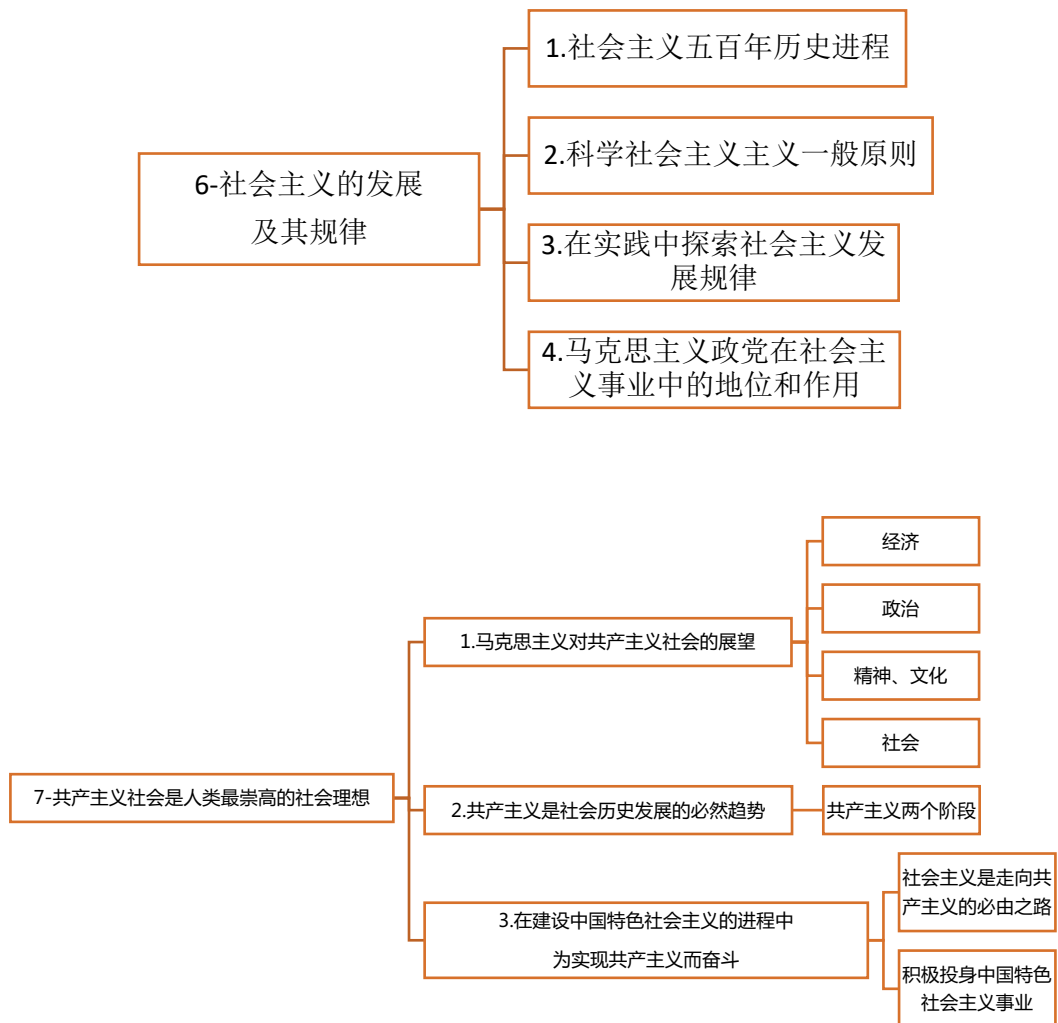 6-社会主义的发展
及其规律
1.社会主义五百年历史进程
2.科学社会主义主义一般原则
3.在实践中探索社会主义发
展规律
4.马克思主义政党在社会主
义事业中的地位和作用
7-共产主义社会是人类最崇高的社会理想
1.马克思主义对共产主义社会的展望
经济
政治
精神、文化
社会
2.共产主义是社会历史发展的必然趋势
共产主义两个阶段
3.在建设中国特色社会主义的进程中
为实现共产主义而奋斗
社会主义是走向共
产主义的必由之路
积极投身中国特色
社会主义事业